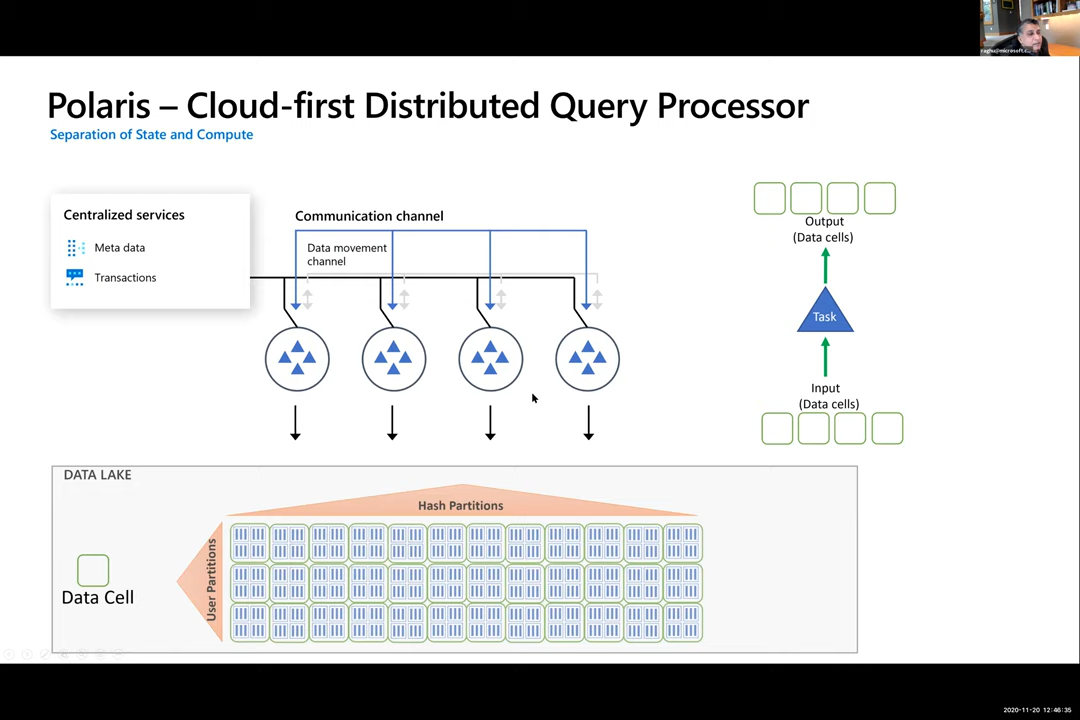 raghu@microsoft.c...
Polaris – Cloud-first Distributed Query Processor
Separation of State and Compute
Centralized services
Meta data
Transactions
Communication channel
Data movement
channel
Output
(Data cells)
Task
Input
(Data cells)
DATA LAKE
Hash Partitions
User Partitions
Data Cell
2020-11-20 12:46:35